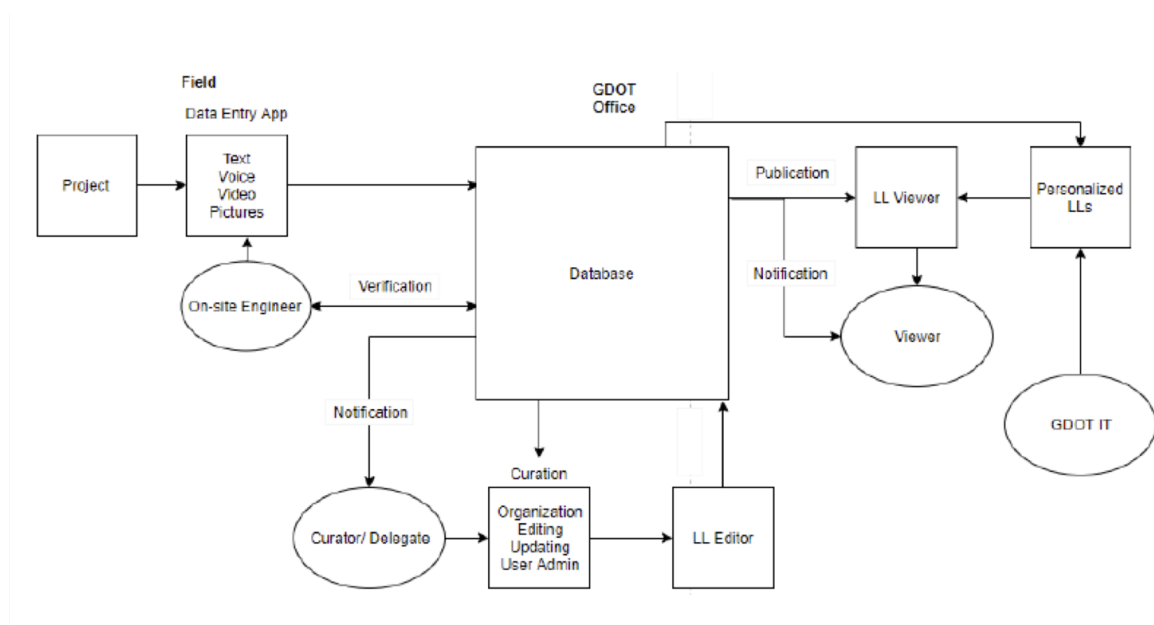 Field
Data Entry App
GDOT
Office
Project
Text
Voice
Video
Pictures
Publication
LL Viewer
Personalized
LLs
Database
Notification
Verification
On-site Engineer
Viewer
Notification
GDOT IT
Curation
Curator/ Delegate
Organization
Editing
Updating
User Admin
LL Editor